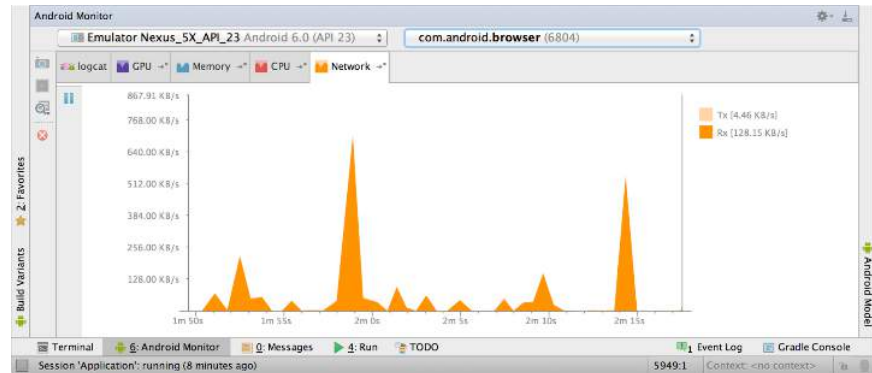 Android Monitor
Emulator Nexus_5X_API_23 Android 6.0 (API 23)
com.android.browser (6804)
logcat
GPU
Memory
CPU
Network
867.91 KB/s
768.00 KB/s
640.00 KB/s
512.00 KB/s
384.00 KB/s
256.00 KB/s
128.00 KB/s
Tx [4.46 KB/s]
Rx [128.15 KB/s]
1m 50s 1m 55s 2m 0s 2m 5s 2m 10s 2m 15s
2: Favorites
Build Variants
Android Model
Terminal 6: Android Monitor 0: Messages 4: Run TODO 1 Event Log Gradle Console
Session 'Application': running (8 minutes ago) 5949:1 Context: <no context>